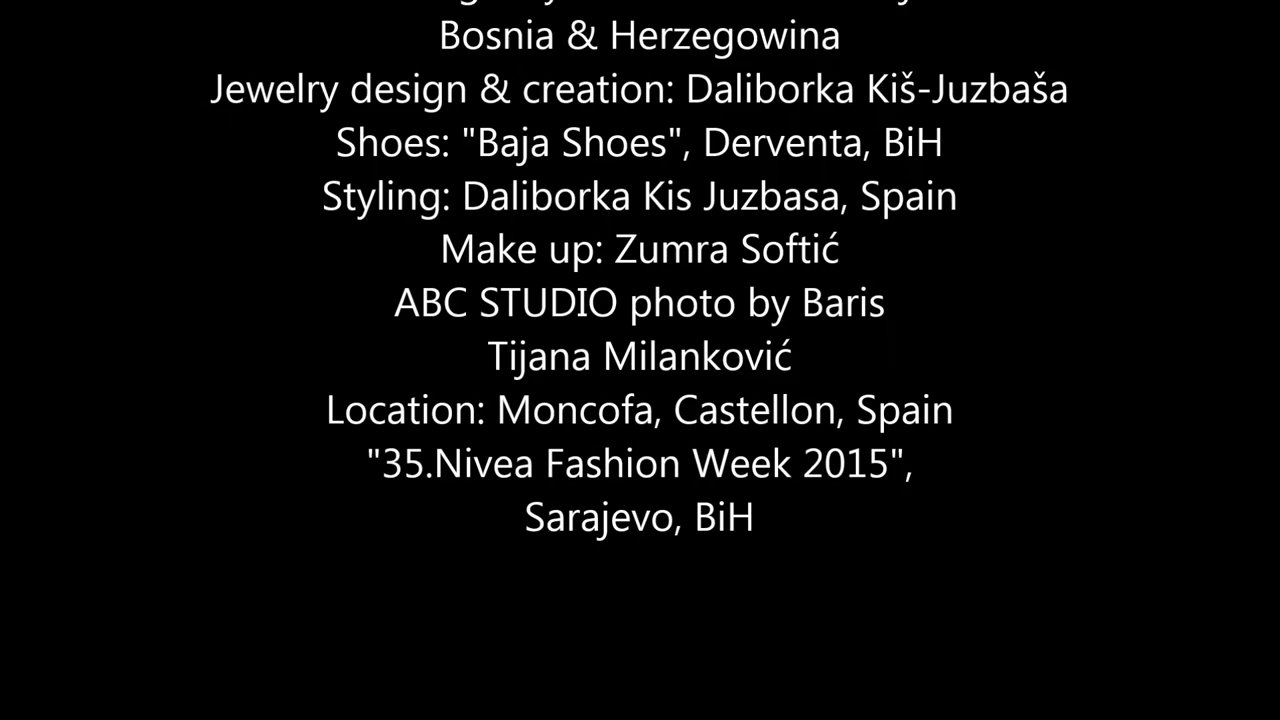 Bosnia & Herzegowina
Jewelry design & creation: Daliborka Kiš-Juzbaša
Shoes: "Baja Shoes", Derventa, BiH
Styling: Daliborka Kis Juzbasa, Spain
Make up: Zumra Softić
ABC STUDIO photo by Baris
Tijana Milanković
Location: Moncofa, Castellon, Spain
"35.Nivea Fashion Week 2015",
Sarajevo, BiH